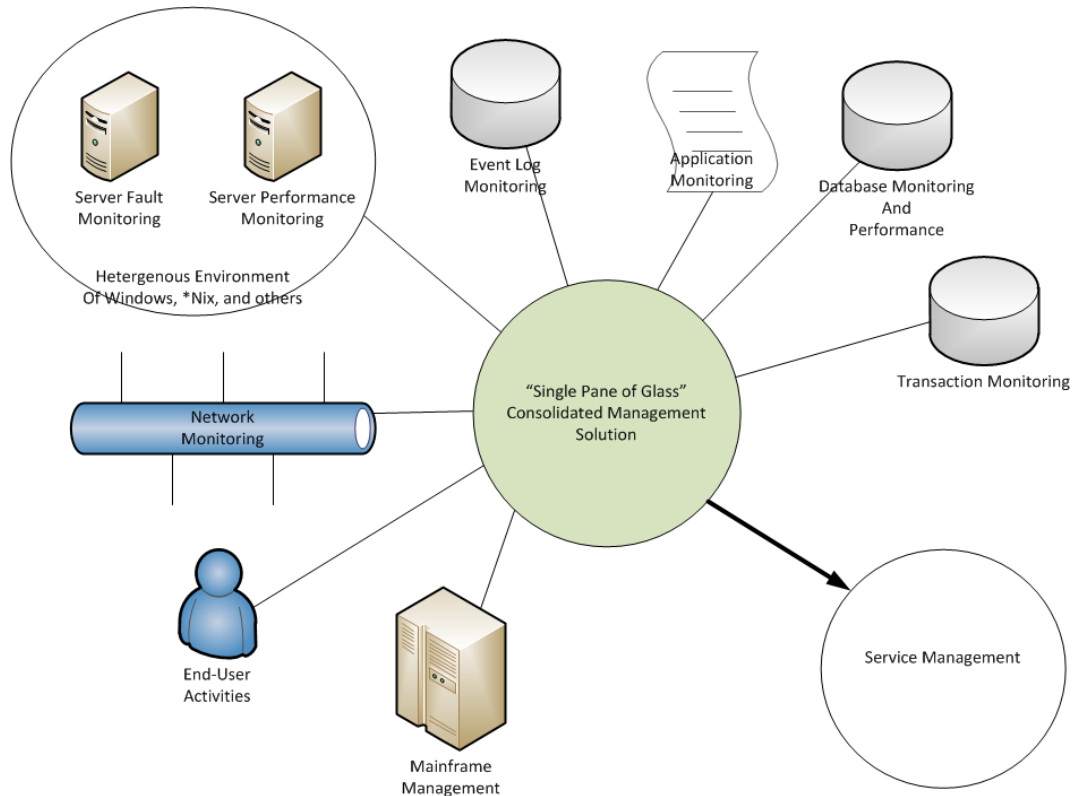 Server Fault
Monitoring
Server Performance
Monitoring
Hetergenous Environment
Of Windows, *Nix, and others
Event Log
Monitoring
Application
Monitoring
Database Monitoring
And
Performance
Transaction Monitoring
“Single Pane of Glass”
Consolidated Management
Solution
Network
Monitoring
End-User
Activities
Mainframe
Management
Service Management